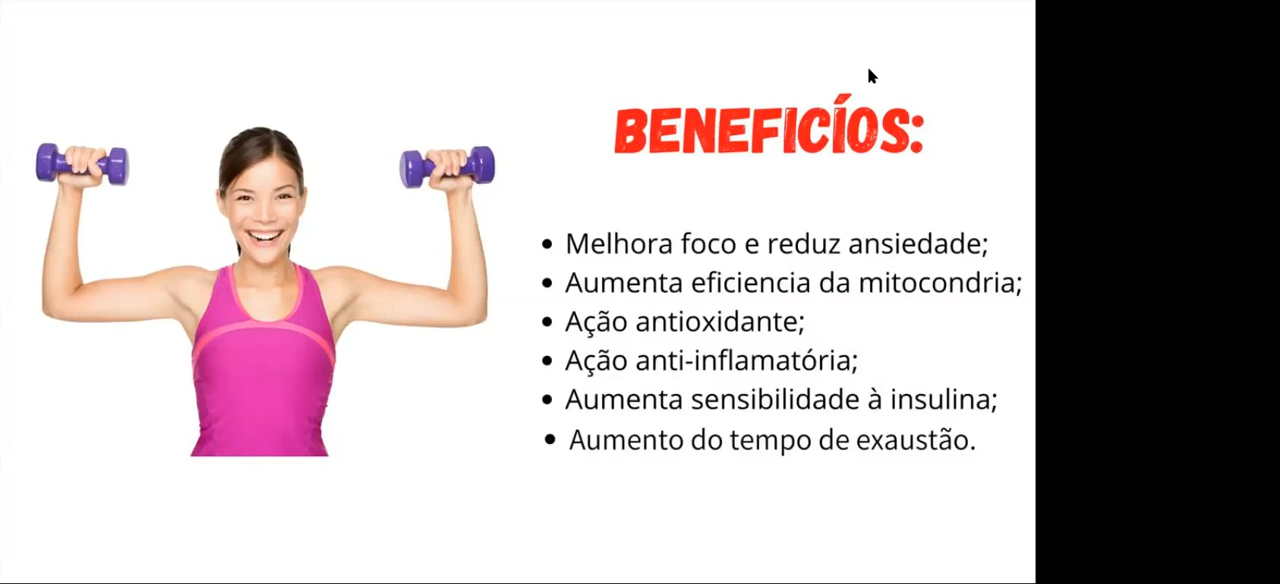 BENEFICÍOS:
• Melhora foco e reduz ansiedade;
• Aumenta eficiencia da mitocondria;
• Ação antioxidante;
• Ação anti-inflamatória;
• Aumenta sensibilidade à insulina;
• Aumento do tempo de exaustão.